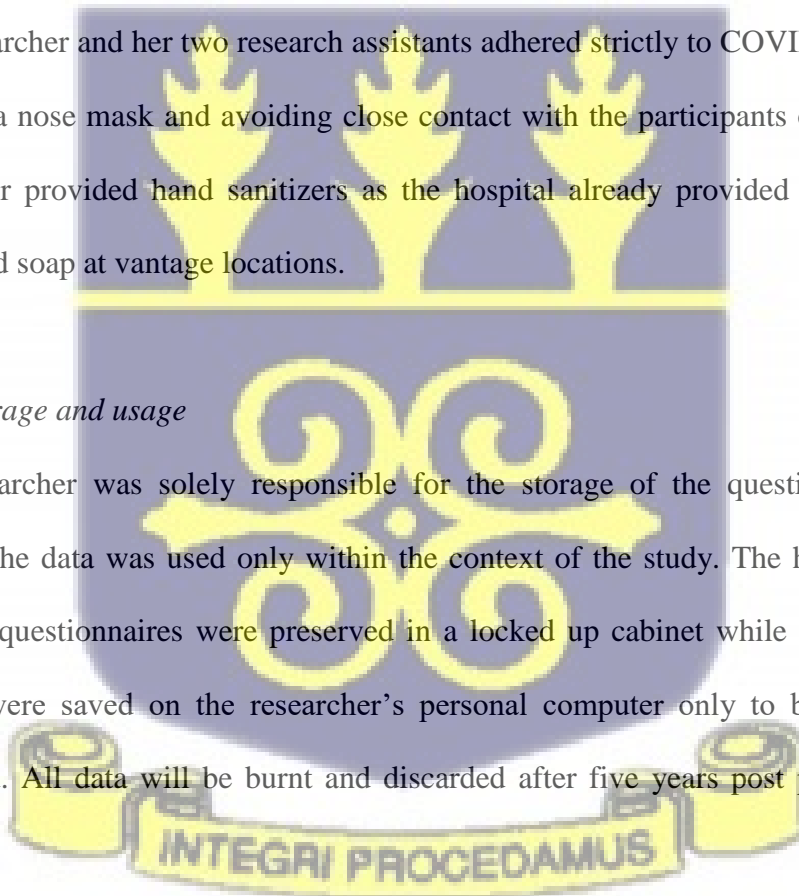 archer and her two research assistants adhered strictly to COVI
a nose mask and avoiding close contact with the participants
r provided hand sanitizers as the hospital already provided
d soap at vantage locations.
rage and usage
archer was solely responsible for the storage of the questi
he data was used only within the context of the study. The
questionnaires were preserved in a locked up cabinet while
were saved on the researcher's personal computer only to b
. All data will be burnt and discarded after five years post
INTEGRI PROCEDAMUS